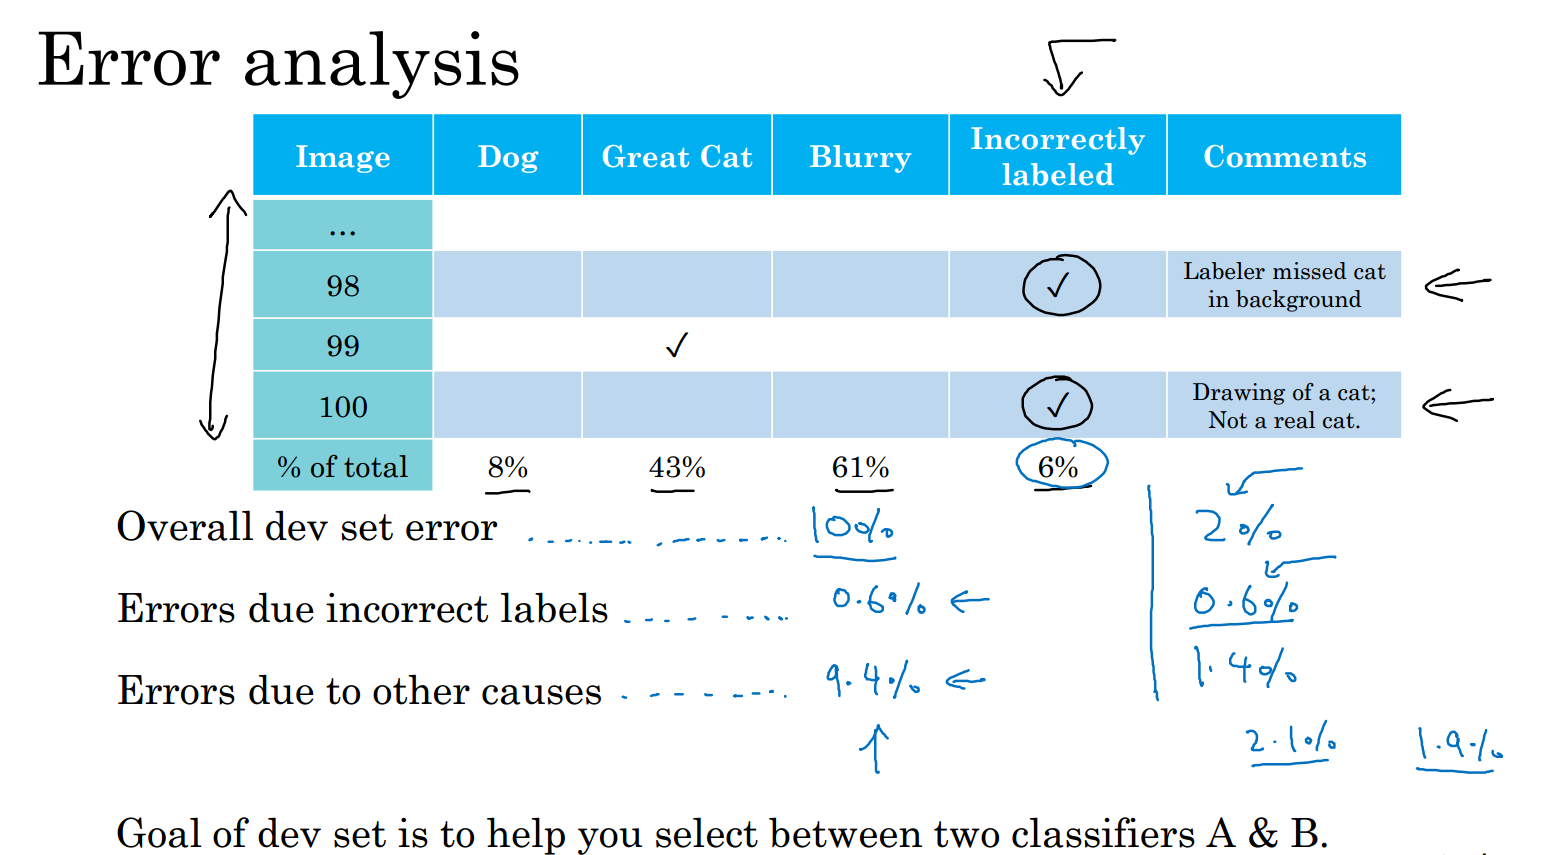 Error analysis
Image Dog Great Cat Blurry Incorrectly labeled Comments
...
98 ✓ Labeler missed cat in background
99 ✓
100 ✓ Drawing of a cat; Not a real cat.
% of total 8% 43% 61% 6%
Overall dev set error 10% 2%
Errors due incorrect labels 0.6% 0.6%
Errors due to other causes 9.4% 1.4%
2.1% 1.9%
Goal of dev set is to help you select between two classifiers A & B.